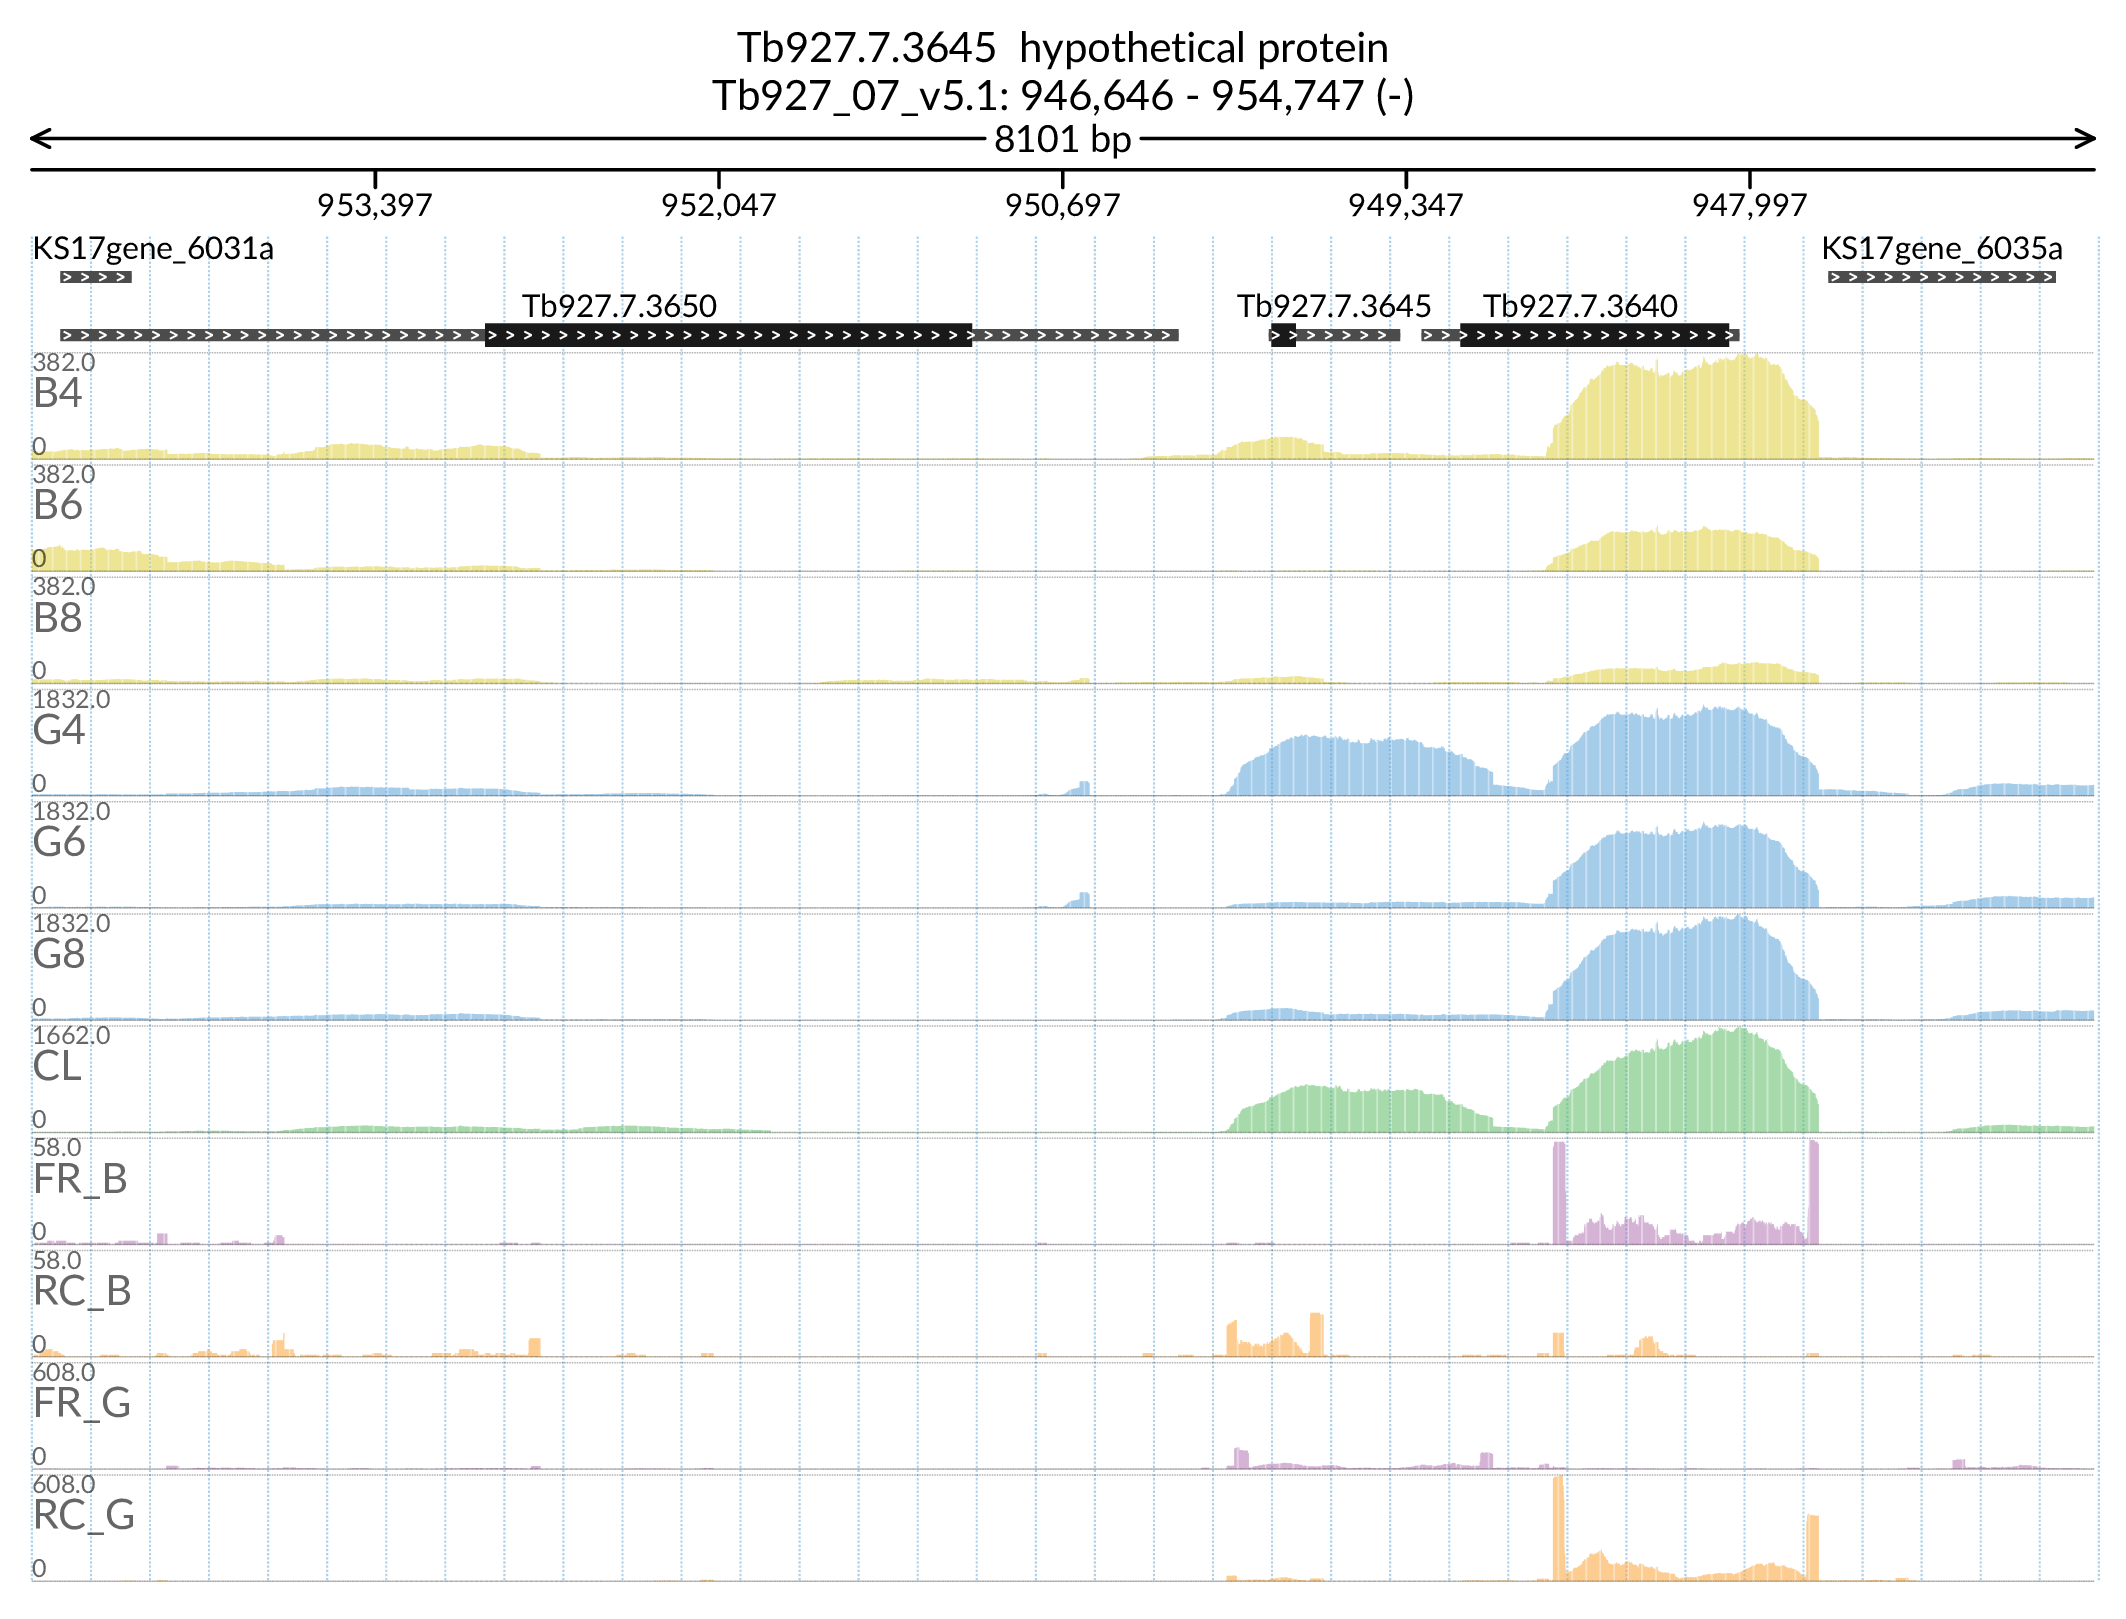 Tb927.7.3645  hypothetical protein
Tb927_07_v5.1: 946,646 - 954,747 (-)
8101 bp
953,397 952,047 950,697 949,347 947,997
KS17gene_6031a KS17gene_6035a
Tb927.7.3650 Tb927.7.3645 Tb927.7.3640
382.0
B4
0
382.0
B6
0
382.0
B8
0
1832.0
G4
0
1832.0
G6
0
1832.0
G8
0
1662.0
CL
0
58.0
FR_B
0
58.0
RC_B
0
608.0
FR_G
0
608.0
RC_G
0